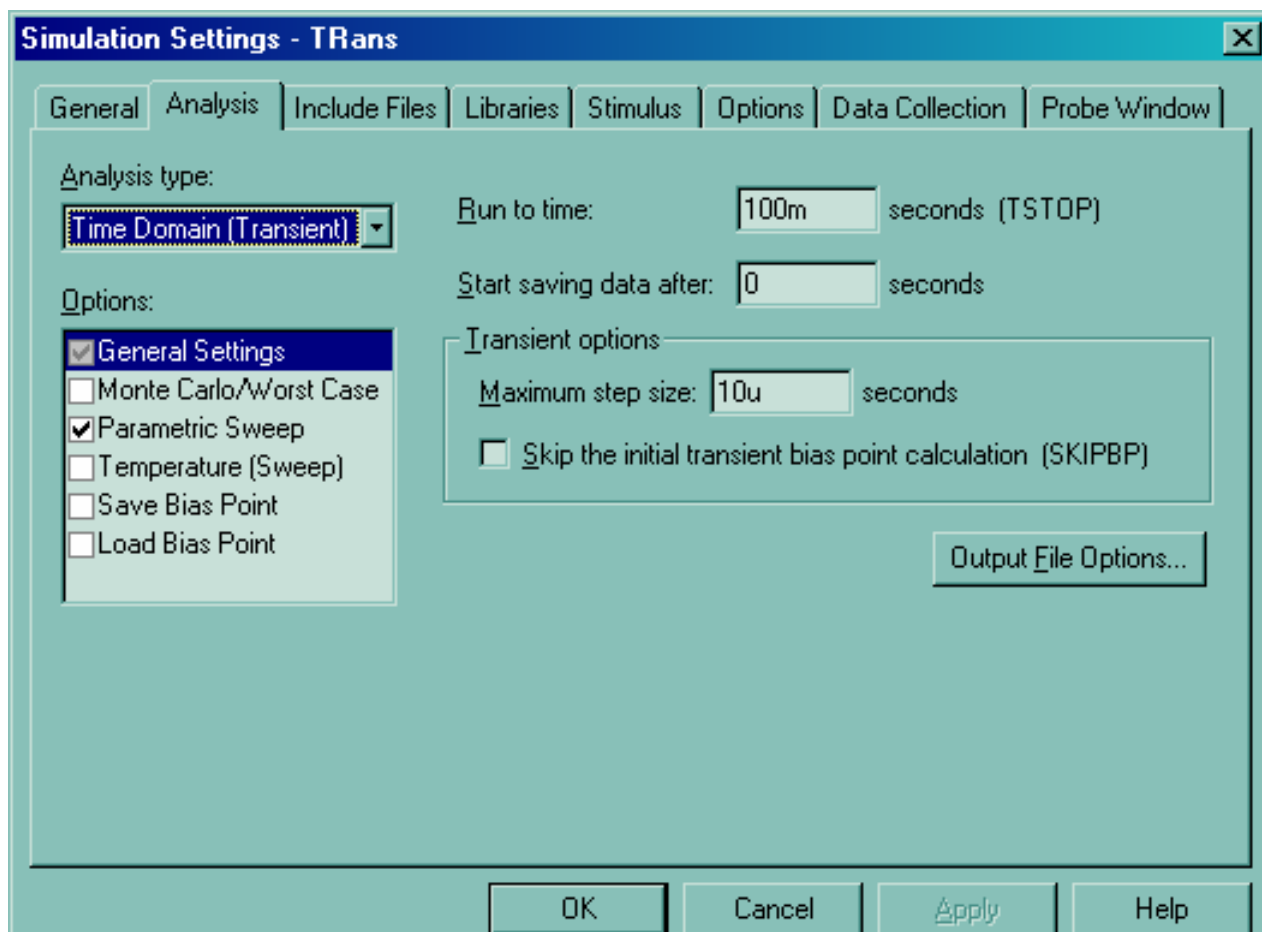 Simulation Settings - TRans
General Analysis Include Files Libraries Stimulus Options Data Collection Probe Window
Analysis type:
Time Domain (Transient)
Options:
General Settings
Monte Carlo/Worst Case
Parametric Sweep
Temperature (Sweep)
Save Bias Point
Load Bias Point
Run to time: 100m seconds (TSTOP)
Start saving data after: 0 seconds
Transient options
Maximum step size: 10u seconds
Skip the initial transient bias point calculation (SKIPBP)
Output File Options...
OK Cancel Apply Help